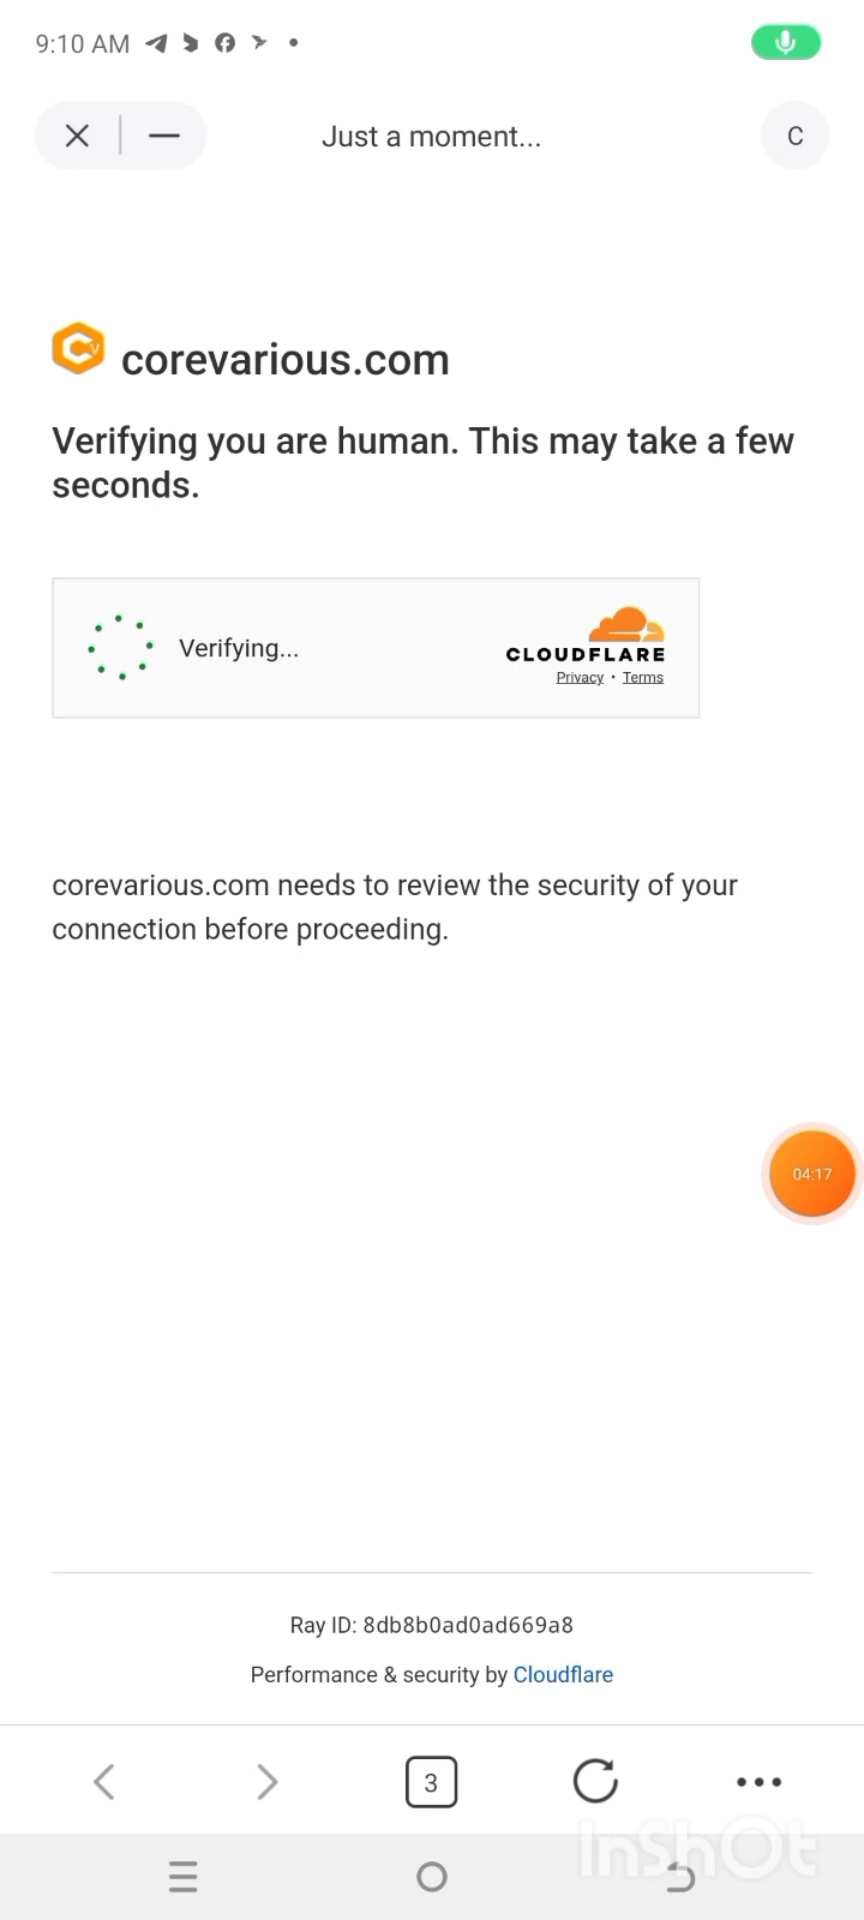 9:10 AM
Just a moment...
C
corevarious.com
Verifying you are human. This may take a few
seconds.
Verifying...
CLOUDFLARE
Privacy • Terms
corevarious.com needs to review the security of your
connection before proceeding.
04:17
Ray ID: 8db8b0ad0ad669a8
Performance & security by Cloudflare
3
InShOt